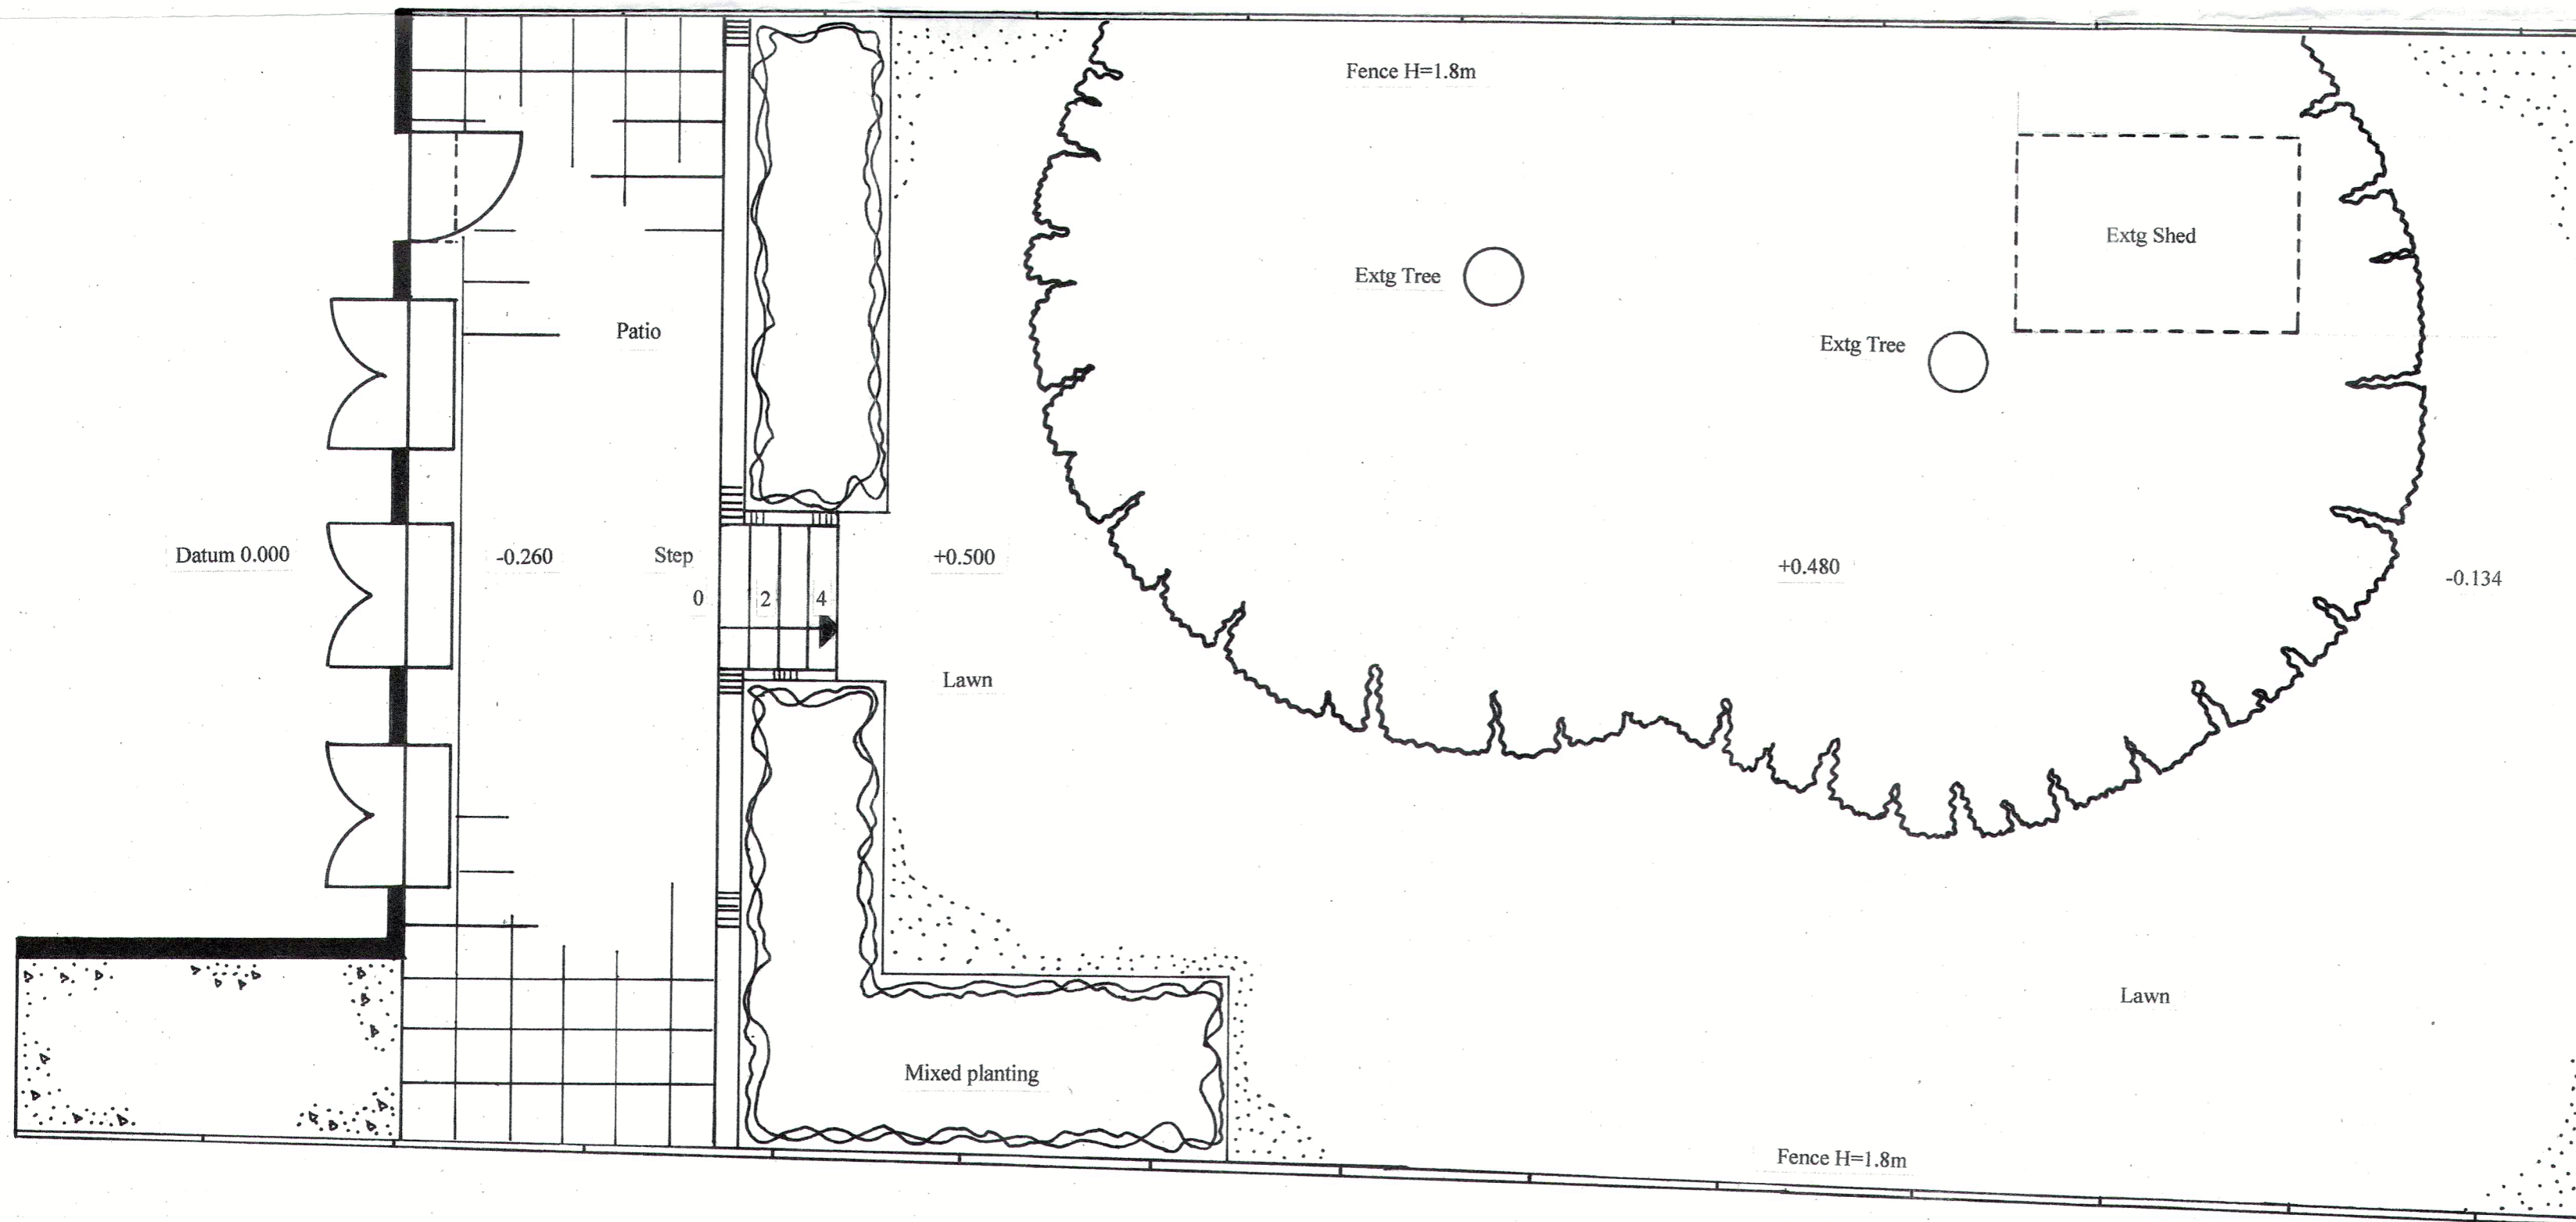 Fence H=1.8m
Extg Shed
Extg Tree
Patio
Extg Tree
Datum 0.000
-0.260
Step
+0.500
+0.480
-0.134
0
2
4
Lawn
Lawn
Mixed planting
Fence H=1.8m